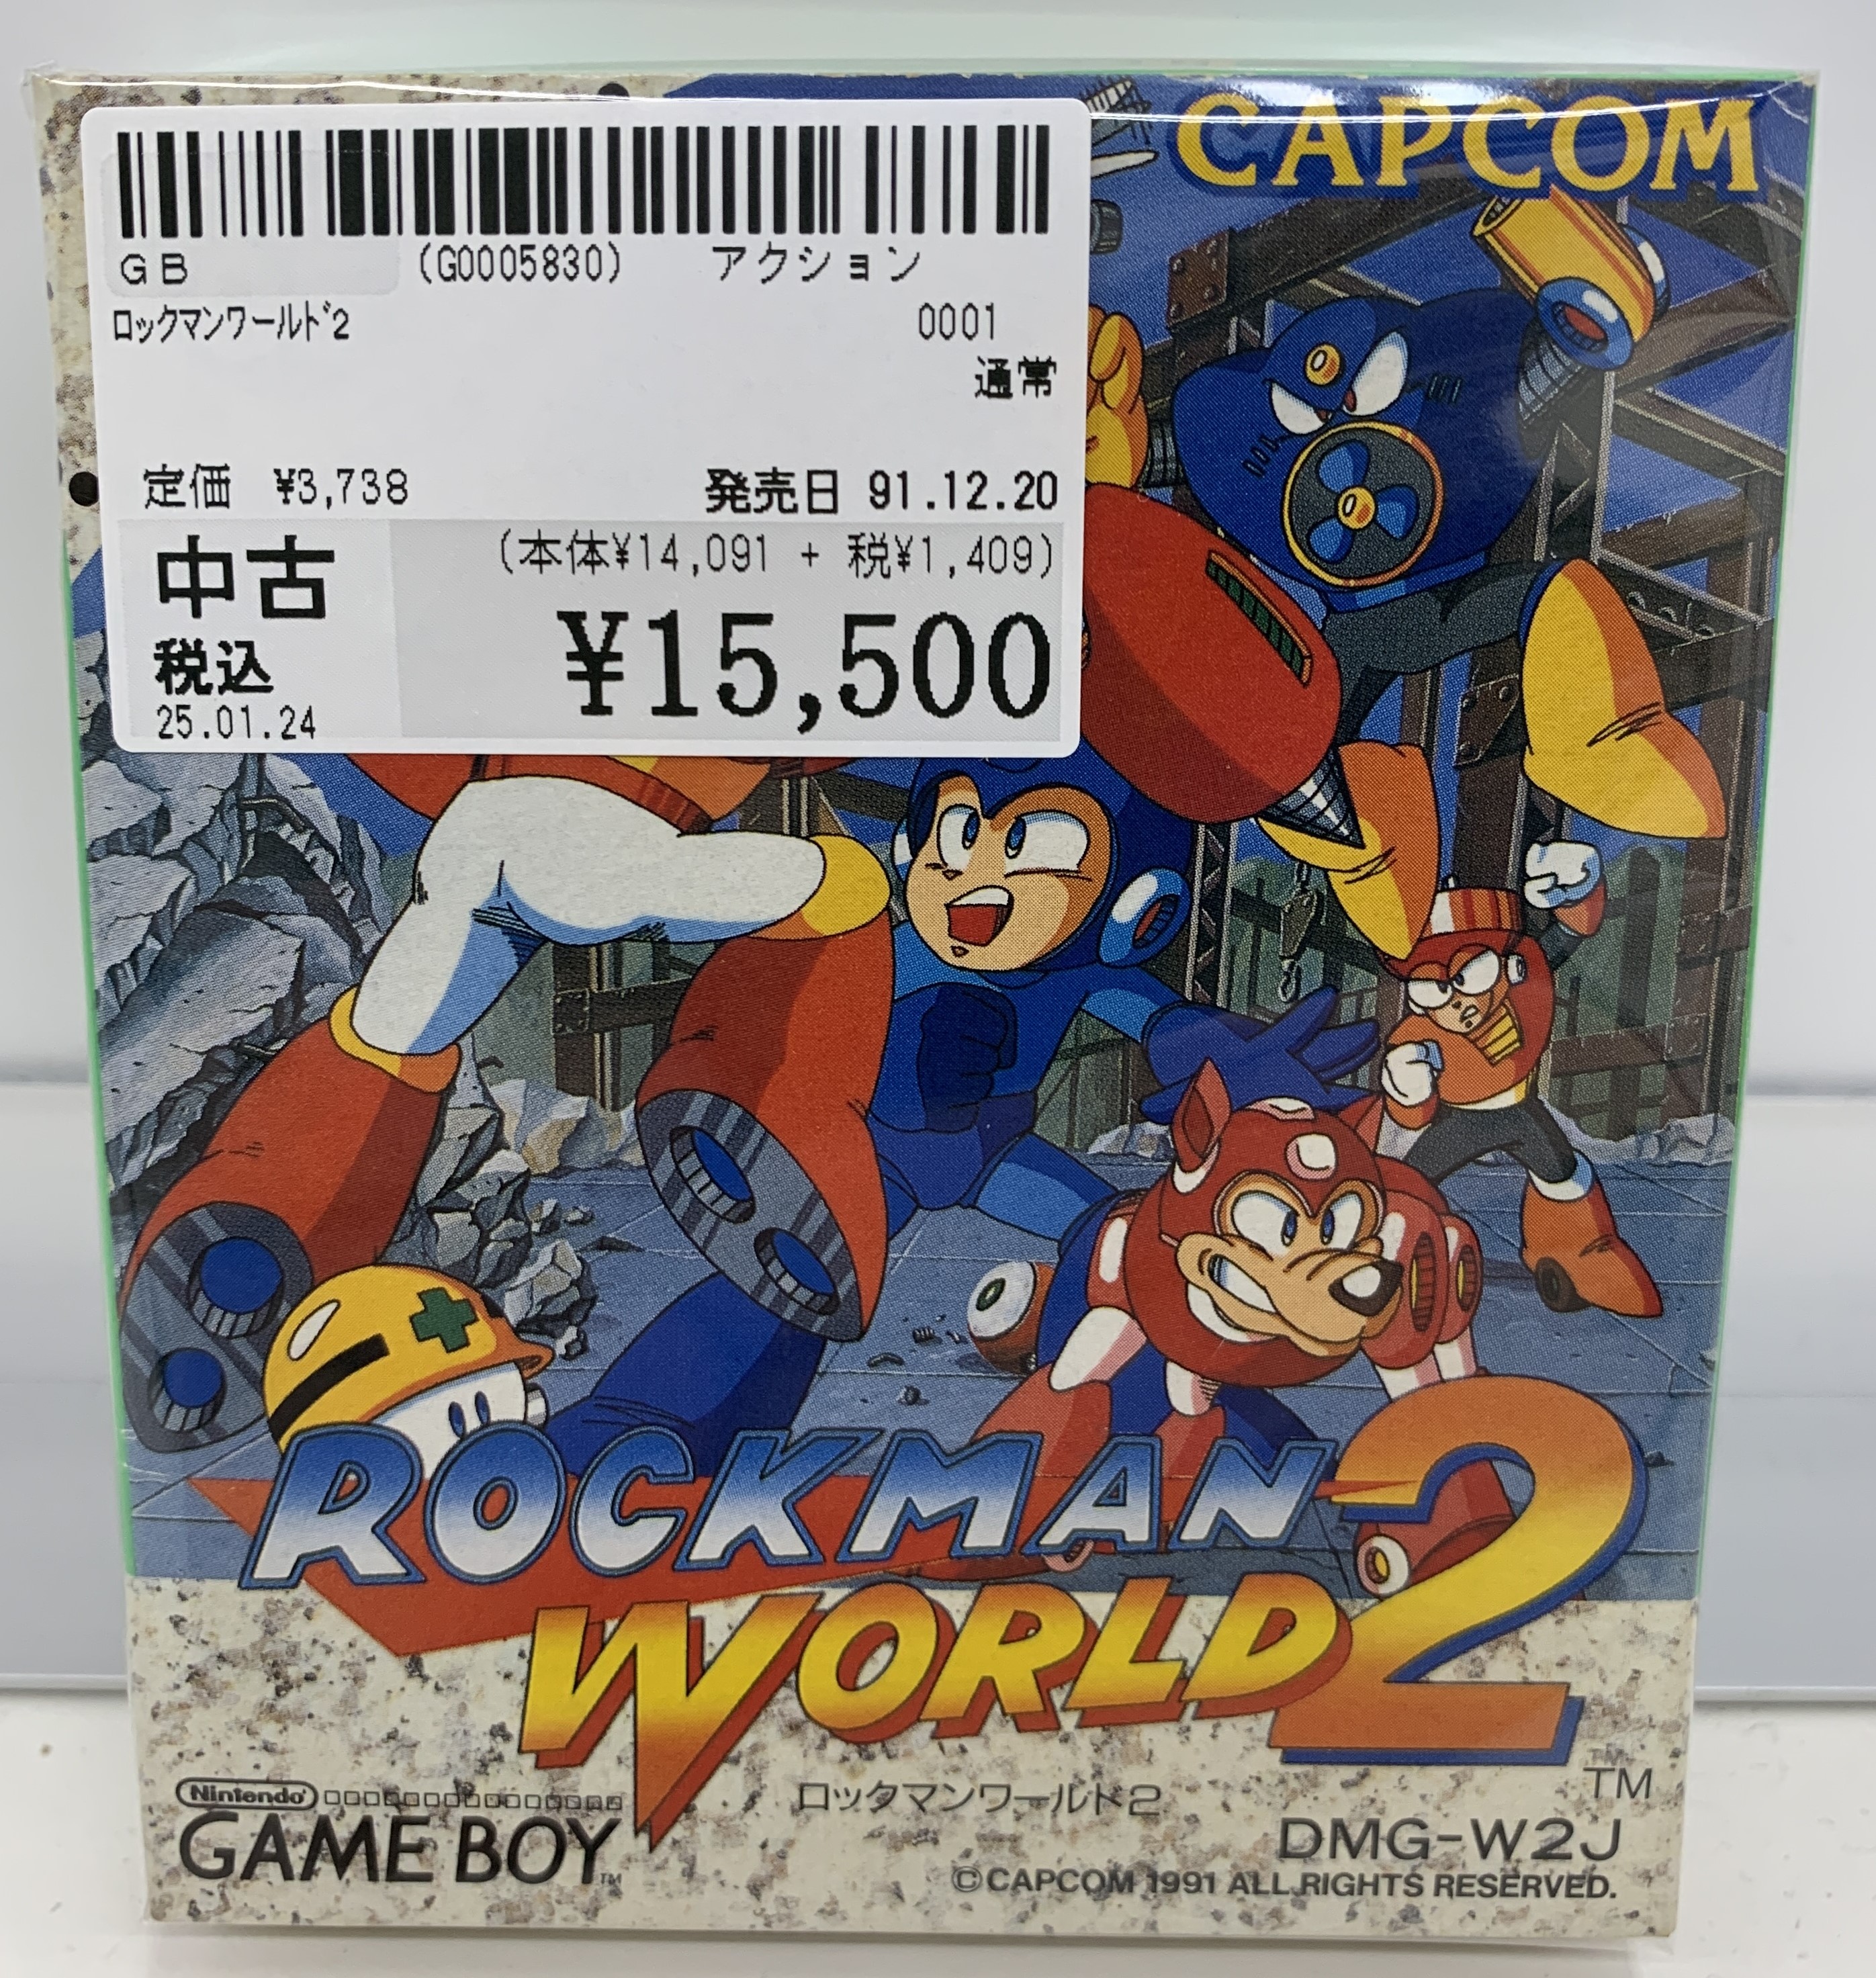 CAPCOM
GB (G0005830) アクション
ロックマンワールド2 0001
通常
定価 ¥3,738 発売日 91.12.20
中古 (本体¥14,091 + 税¥1,409)
税込 ¥15,500
25.01.24
ROCKMAN
WORLD 2
TM
Nintendo
GAME BOY TM
ロックマンワールド2
DMG-W2J
©CAPCOM 1991 ALL RIGHTS RESERVED.